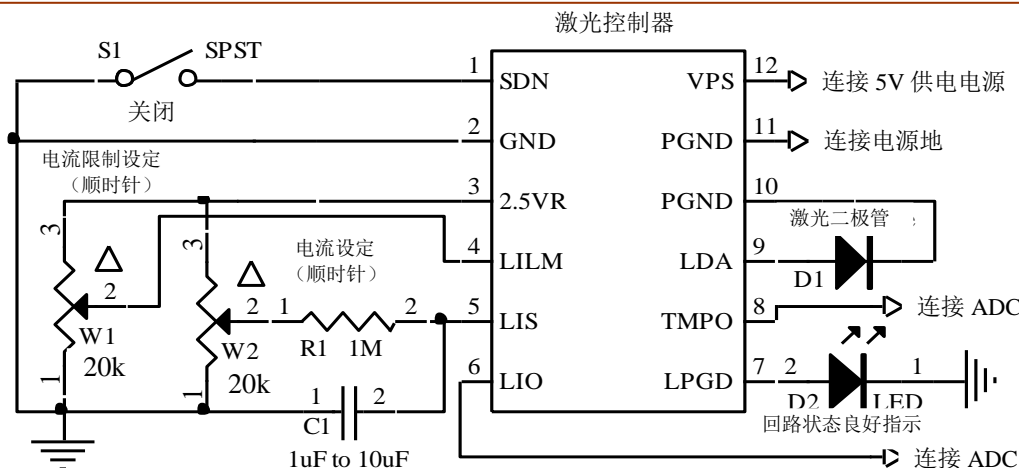 激光控制器
S1 SPST
关闭
1 SDN
2 GND
3 2.5VR
4 LILM
5 LIS
6 LIO
VPS 12 连接 5V 供电电源
PGND 11 连接电源地
PGND 10
激光二极管
LDA 9
D1
TMPO 8 连接 ADC
LPGD 7 2 1
D2 LED
回路状态良好指示
连接 ADC
电流限制设定
（顺时针）
3
2
W1
20k
1
3
电流设定
（顺时针）
2 1 2
R1 1M
W2
20k
1
1 2
C1
1uF to 10uF